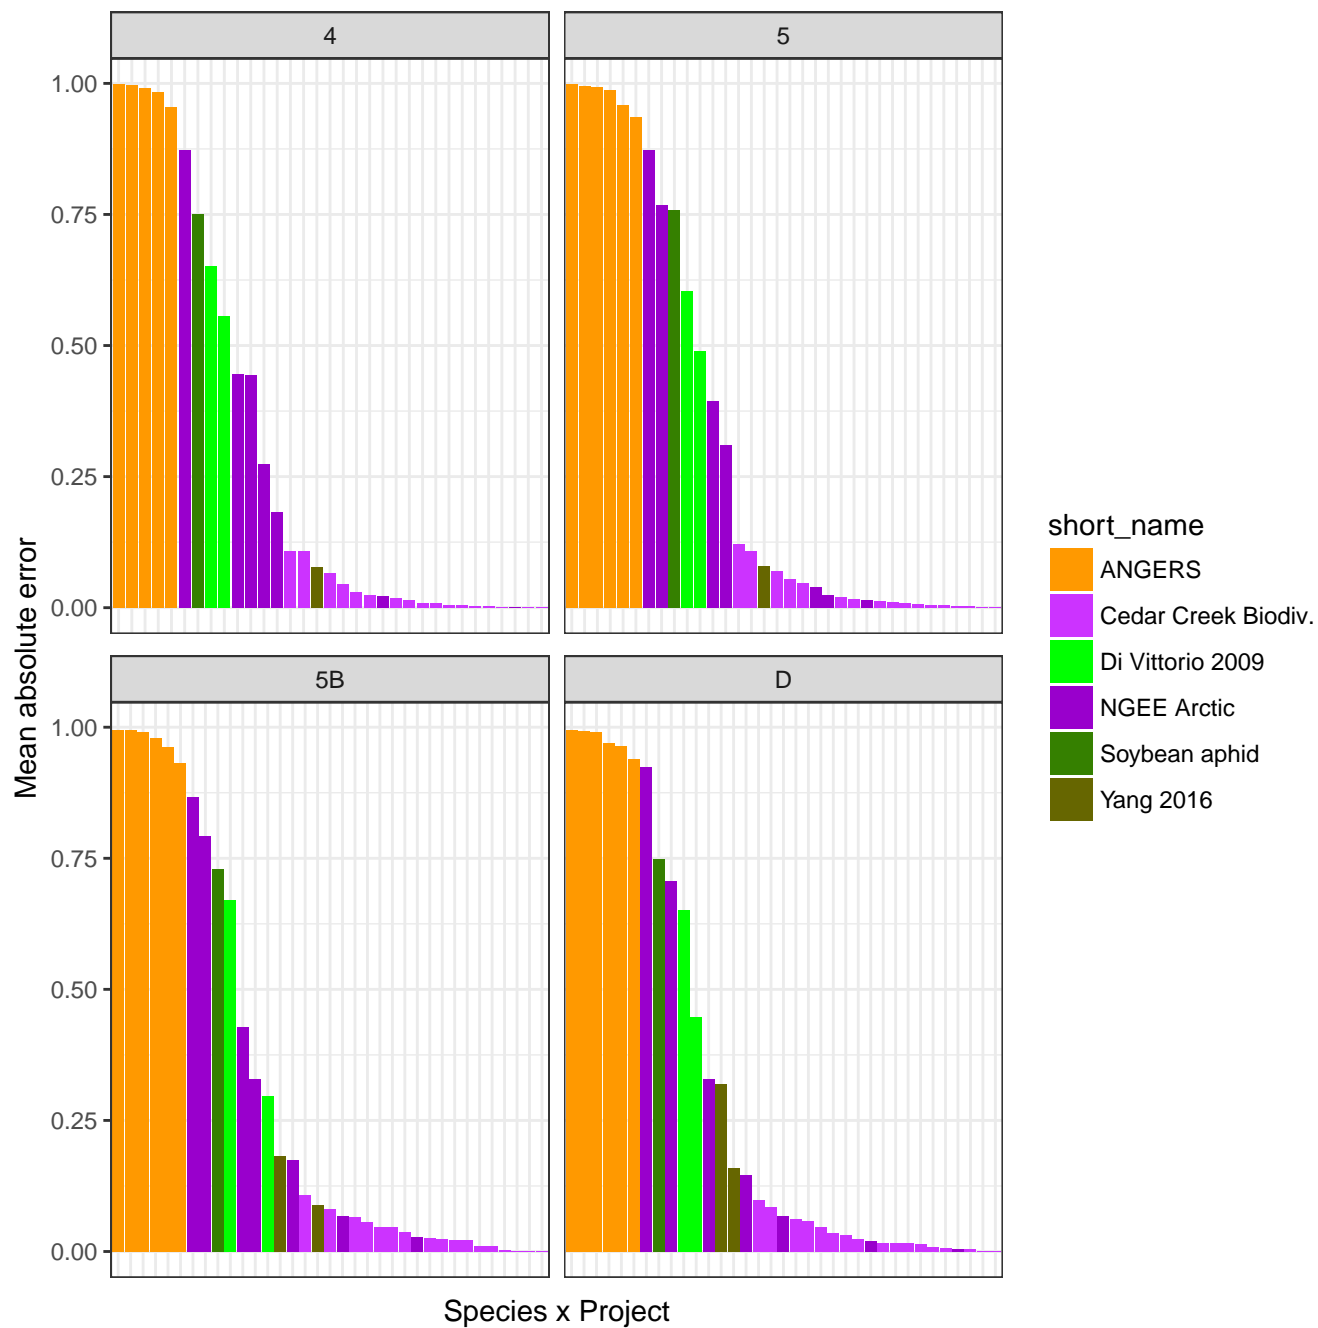 4
5
1.00
0.75
0.50
0.25
0.00
5B
D
1.00
0.75
0.50
0.25
0.00
Mean absolute error
Species x Project
short_name
ANGERS
Cedar Creek Biodiv.
Di Vittorio 2009
NGEE Arctic
Soybean aphid
Yang 2016